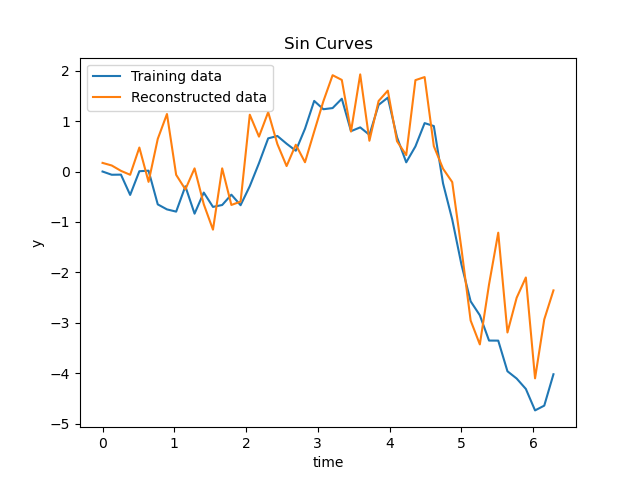 Sin Curves
Training data
Reconstructed data
2
1
0
−1
−2
−3
−4
−5
y
0 1 2 3 4 5 6
time